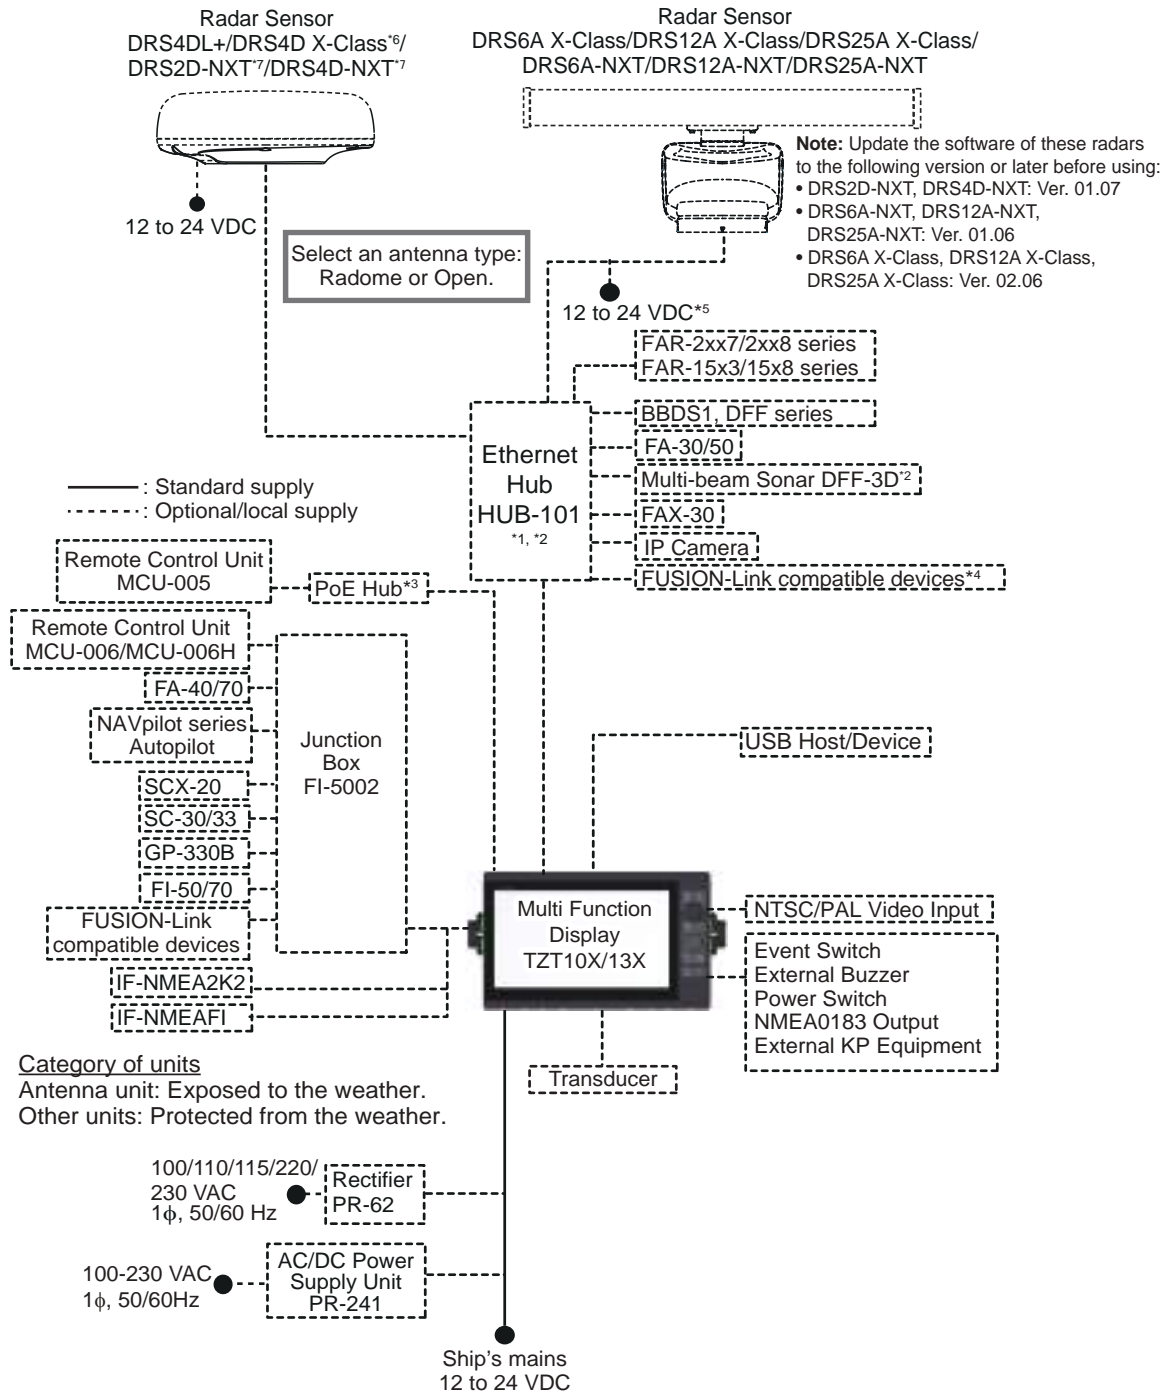 Radar Sensor
DRS4DL+/DRS4D X-Class*6/
DRS2D-NXT*7/DRS4D-NXT*7
Radar Sensor
DRS6A X-Class/DRS12A X-Class/DRS25A X-Class/
DRS6A-NXT/DRS12A-NXT/DRS25A-NXT
Note: Update the software of these radars
to the following version or later before using:
• DRS2D-NXT, DRS4D-NXT: Ver. 01.07
• DRS6A-NXT, DRS12A-NXT,
DRS25A-NXT: Ver. 01.06
• DRS6A X-Class, DRS12A X-Class,
DRS25A X-Class: Ver. 02.06
12 to 24 VDC
Select an antenna type:
Radome or Open.
12 to 24 VDC*5
FAR-2xx7/2xx8 series
FAR-15x3/15x8 series
BBDS1, DFF series
FA-30/50
Multi-beam Sonar DFF-3D*2
FAX-30
IP Camera
FUSION-Link compatible devices*4
Ethernet
Hub
HUB-101
*1, *2
: Standard supply
: Optional/local supply
Remote Control Unit
MCU-005
PoE Hub*3
Remote Control Unit
MCU-006/MCU-006H
FA-40/70
NAVpilot series
Autopilot
SCX-20
SC-30/33
GP-330B
FI-50/70
FUSION-Link
compatible devices
IF-NMEA2K2
IF-NMEAFI
Junction
Box
FI-5002
USB Host/Device
Multi Function
Display
TZT10X/13X
NTSC/PAL Video Input
Event Switch
External Buzzer
Power Switch
NMEA0183 Output
External KP Equipment
Transducer
Category of units
Antenna unit: Exposed to the weather.
Other units: Protected from the weather.
100/110/115/220/
230 VAC
1ϕ, 50/60 Hz
Rectifier
PR-62
100-230 VAC
1ϕ, 50/60Hz
AC/DC Power
Supply Unit
PR-241
Ship's mains
12 to 24 VDC